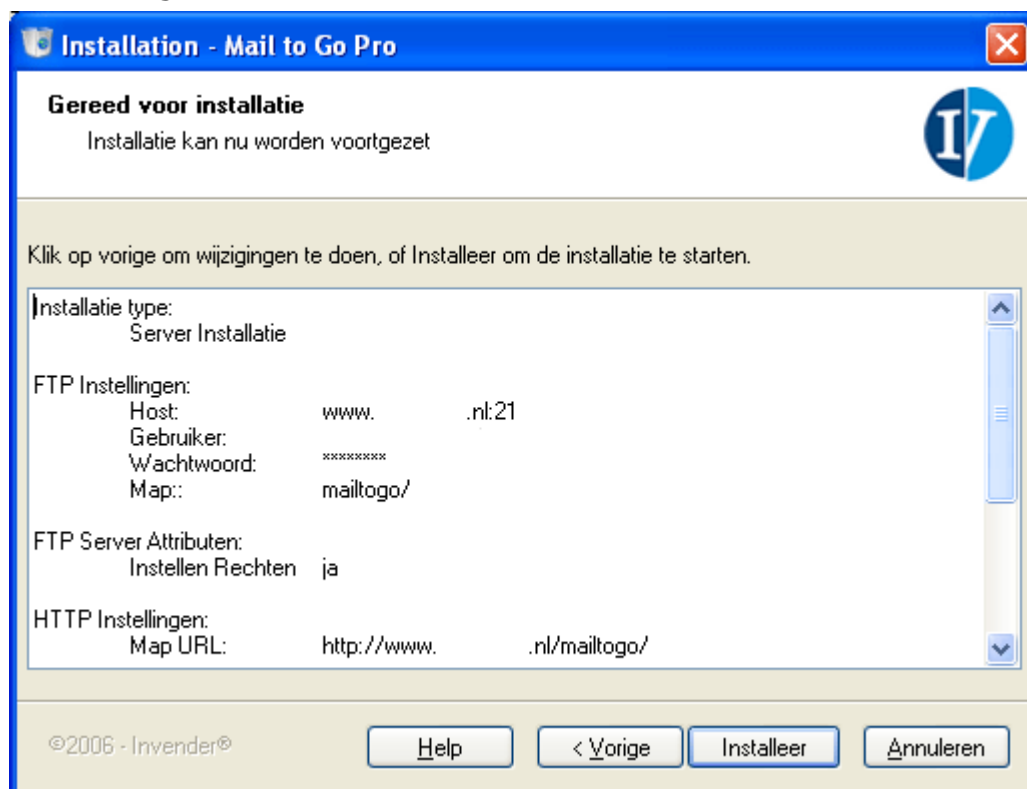 Installation - Mail to Go Pro
Gereed voor installatie
Installatie kan nu worden voortgezet
IV
Klik op vorige om wijzigingen te doen, of Installeer om de installatie te starten.
Installatie type:
Server Installatie
FTP Instellingen:
Host: www. .nl:21
Gebruiker:
Wachtwoord: ********
Map:: mailtogo/
FTP Server Attributen:
Instellen Rechten ja
HTTP Instellingen:
Map URL: http://www. .nl/mailtogo/
©2006 - Invender®
Help < Vorige Installeer Annuleren